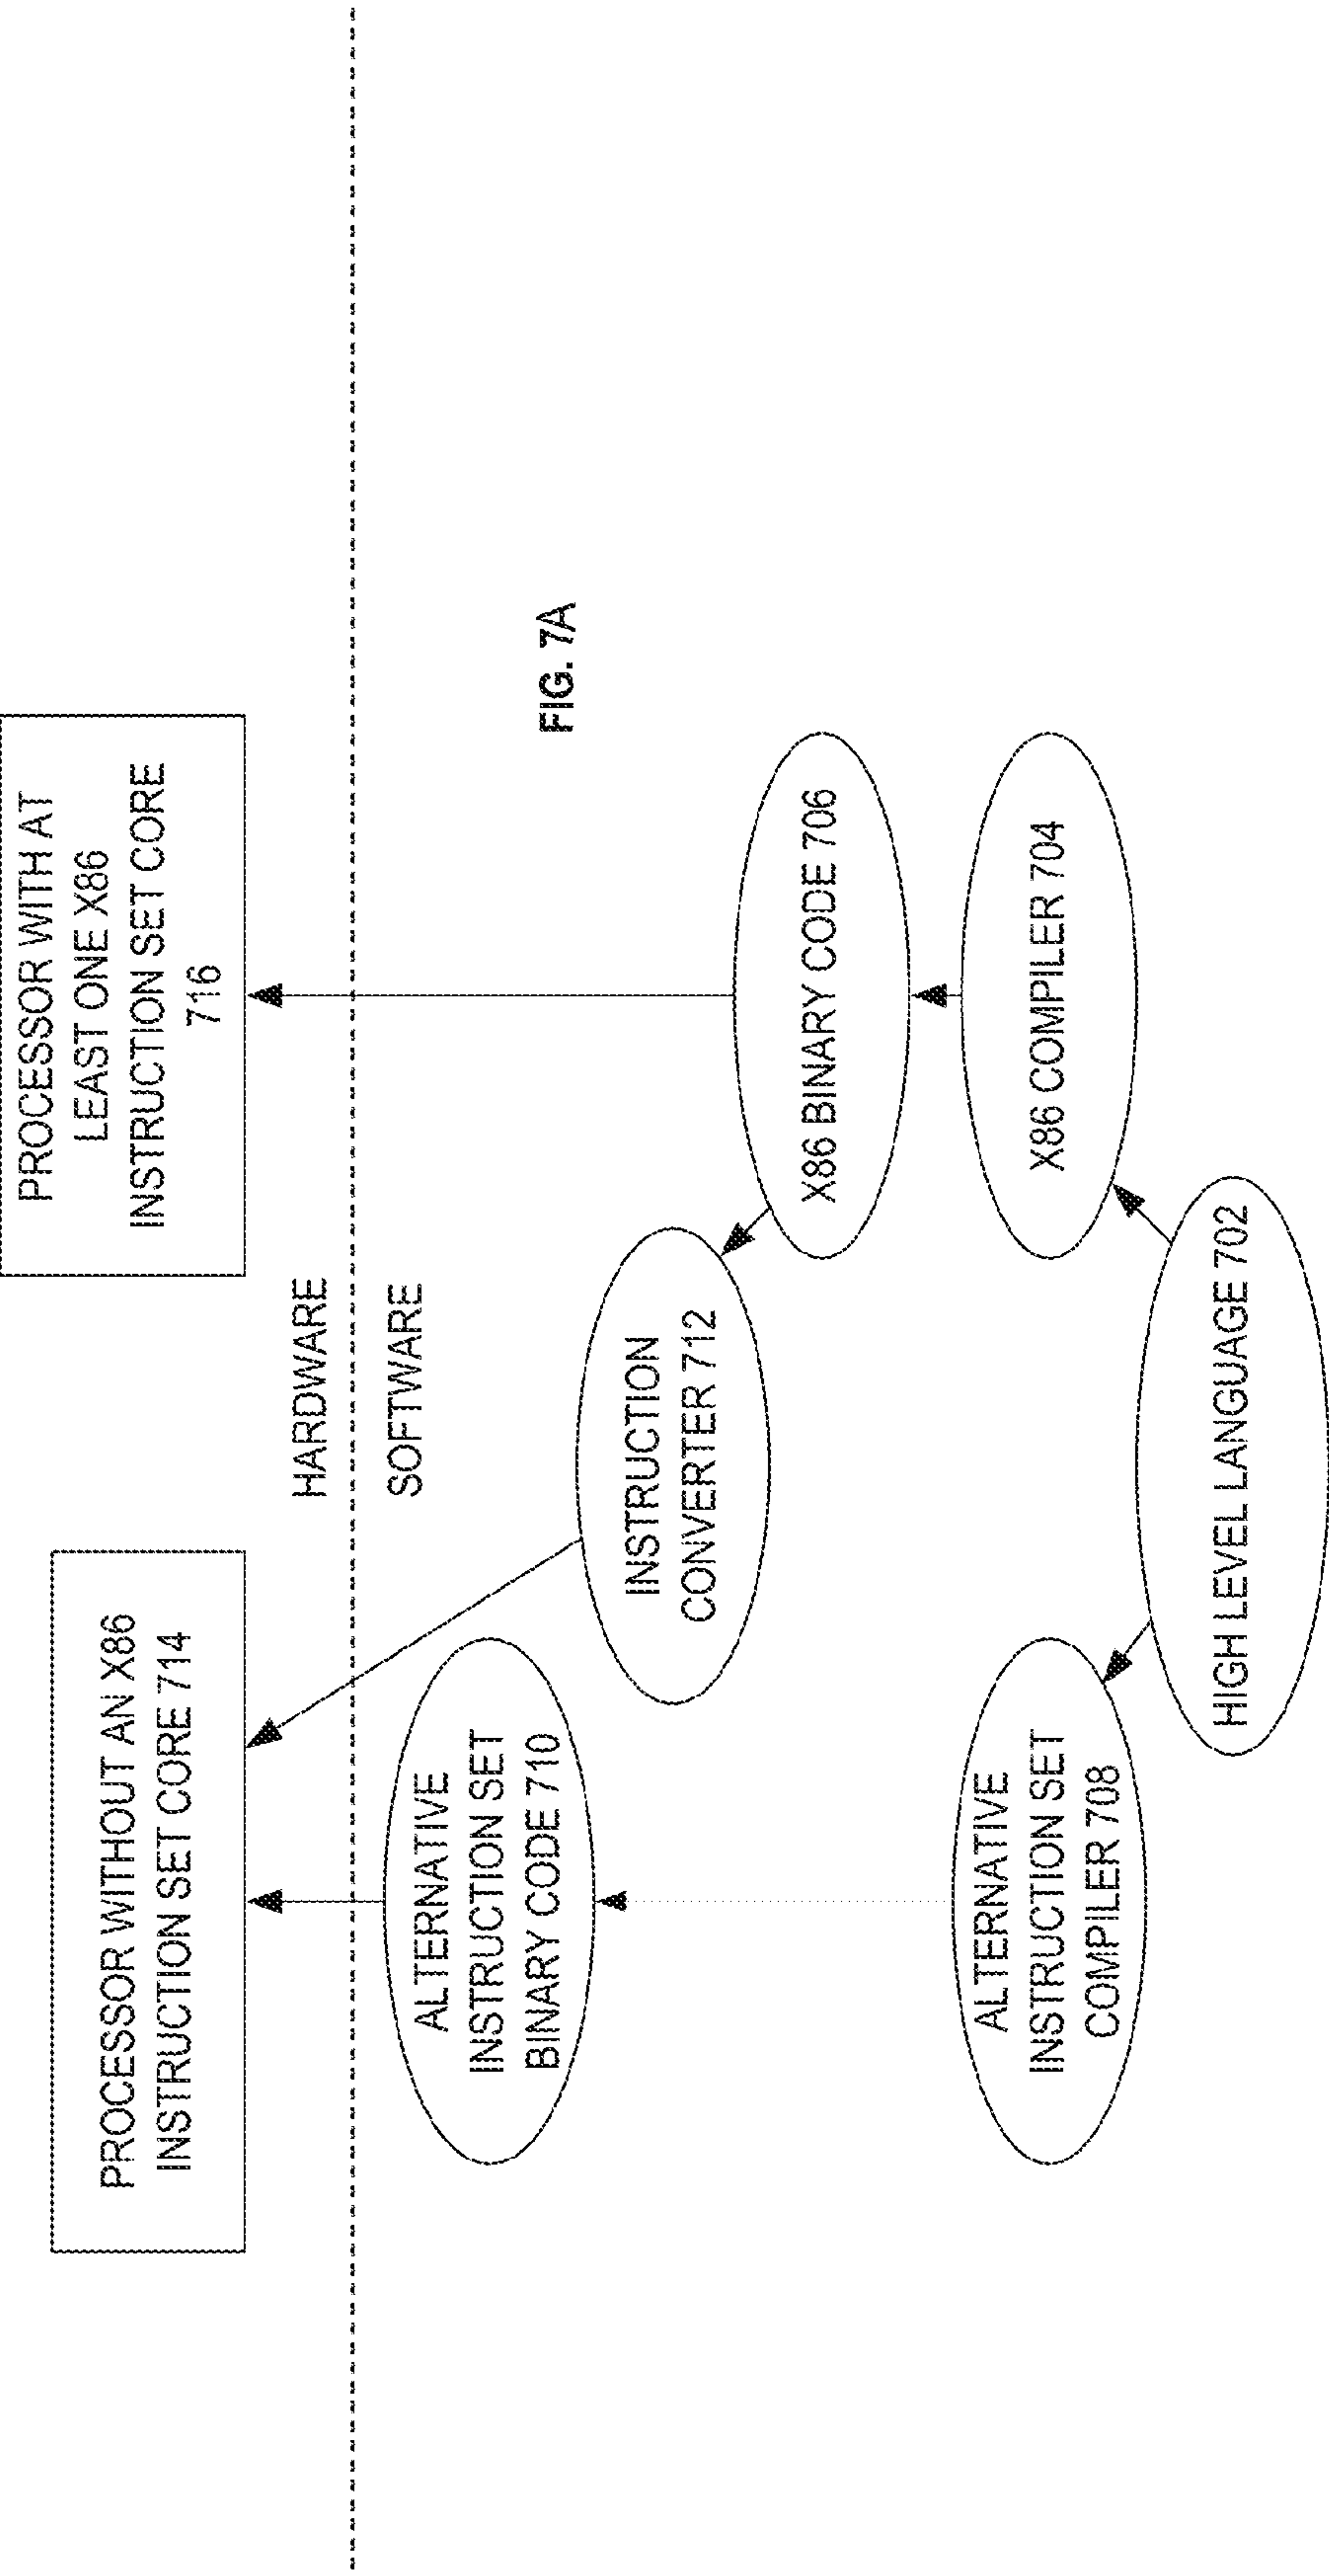 PROCESSOR WITHOUT AN X86
INSTRUCTION SET CORE 714
PROCESSOR WITH AT
LEAST ONE X86
INSTRUCTION SET CORE
716
HARDWARE
SOFTWARE
ALTERNATIVE
INSTRUCTION SET
BINARY CODE 710
INSTRUCTION
CONVERTER 712
X86 BINARY CODE 706
ALTERNATIVE
INSTRUCTION SET
COMPILER 708
X86 COMPILER 704
HIGH LEVEL LANGUAGE 702
FIG. 7A